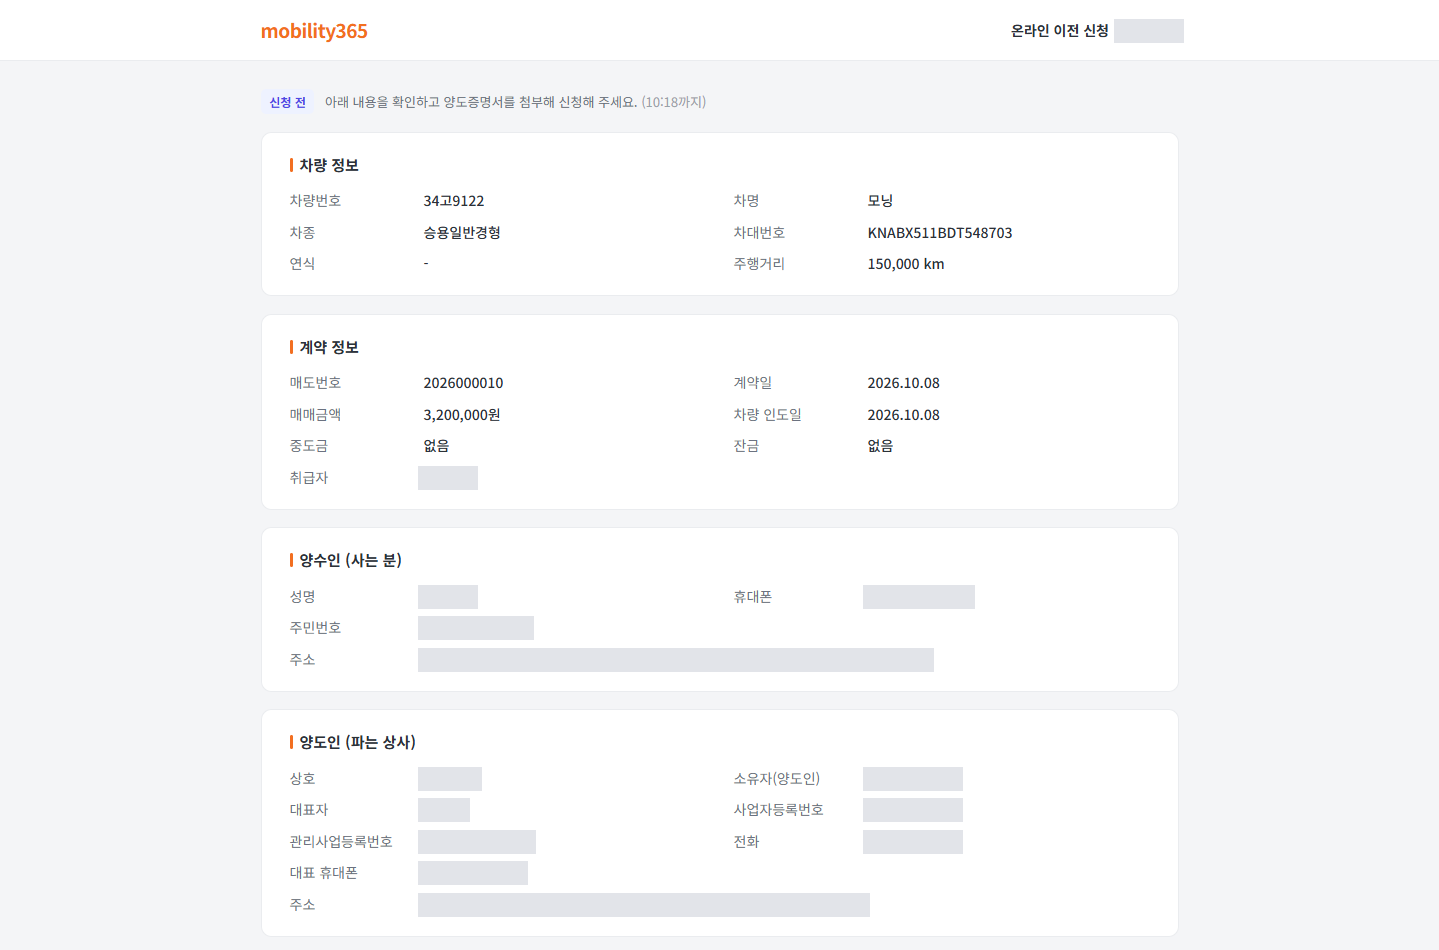 mobility365
온라인 이전 신청
신청 전 아래 내용을 확인하고 양도증명서를 첨부해 신청해 주세요. (10:18까지)
차량 정보
차량번호 34고9122 차명 모닝
차종 승용일반경형 차대번호 KNABX511BDT548703
연식 - 주행거리 150,000 km
계약 정보
매도번호 2026000010 계약일 2026.10.08
매매금액 3,200,000원 차량 인도일 2026.10.08
중도금 없음 잔금 없음
취급자
양수인 (사는 분)
성명 휴대폰
주민번호
주소
양도인 (파는 상사)
상호 소유자(양도인)
대표자 사업자등록번호
관리사업등록번호 전화
대표 휴대폰
주소